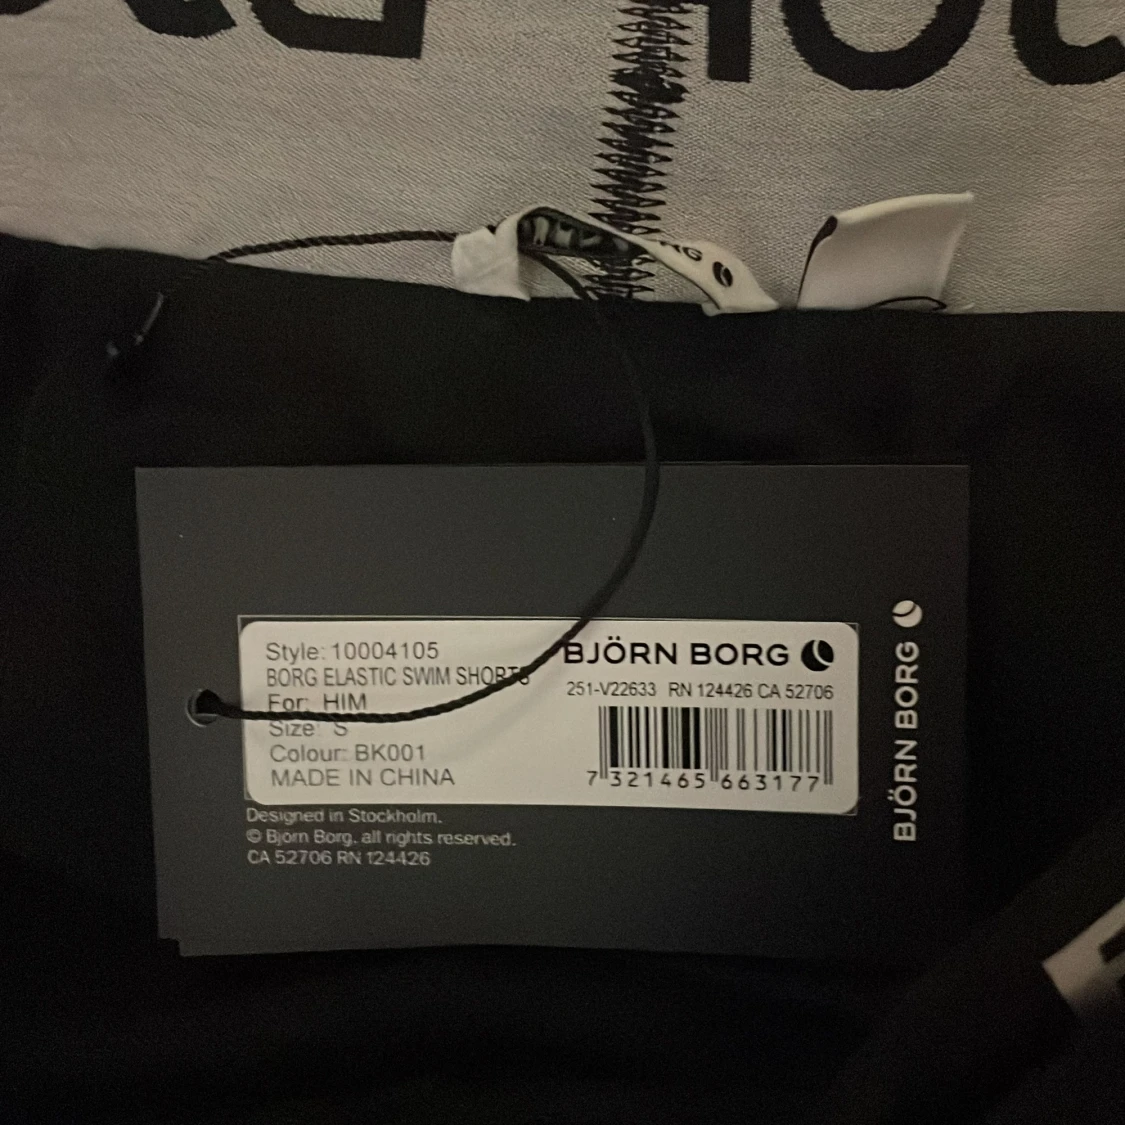 Style: 10004105
BORG ELASTIC SWIM SHORTS
For: HIM
Size: S
Colour: BK001
MADE IN CHINA
BJÖRN BORG
251-V22633 RN 124426 CA 52706
7 321465 663177
Designed in Stockholm.
© Björn Borg. all rights reserved.
CA 52706 RN 124426
BJÖRN BORG